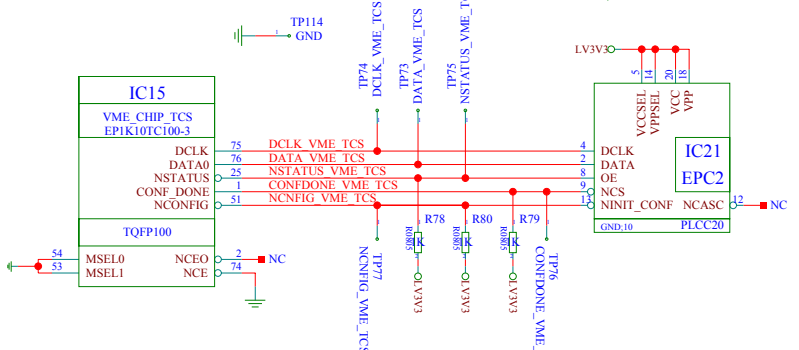 TP114
GND
TP74
DCLK_VME_TCS
TP73
DATA_VME_TCS
TP75
NSTATUS_VME_TC
LV3V3
5
14
20
18
VCCSEL
VPPSEL
VCC
VPP
IC15
VME_CHIP_TCS
EP1K10TC100-3
DCLK 75 DCLK_VME_TCS 4 DCLK
DATA0 76 DATA_VME_TCS 2 DATA
NSTATUS 25 NSTATUS_VME_TCS 8 OE
CONF_DONE 1 CONFDONE_VME_TCS 9 NCS
NCONFIG 51 NCNFIG_VME_TCS 13 NINIT_CONF NCASC 12 NC
IC21
EPC2
TQFP100
GND;10 PLCC20
R78 R80 R79
R0805 1K
R0805 1K
R0805 1K
54 MSEL0 NCEO 2 NC
53 MSEL1 NCE 74
TP77
NCNFIG_VME_TCS
LV3V3
LV3V3
LV3V3
TP76
CONFDONE_VME_